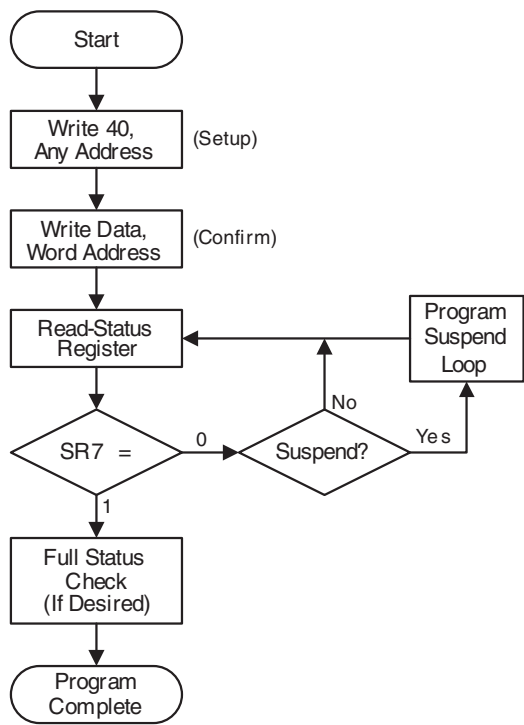 Start
Write 40,
Any Address
(Setup)
Write Data,
Word Address
(Confirm)
Read-Status
Register
Program
Suspend
Loop
No
SR7 =
0
Suspend?
Yes
1
Full Status
Check
(If Desired)
Program
Complete